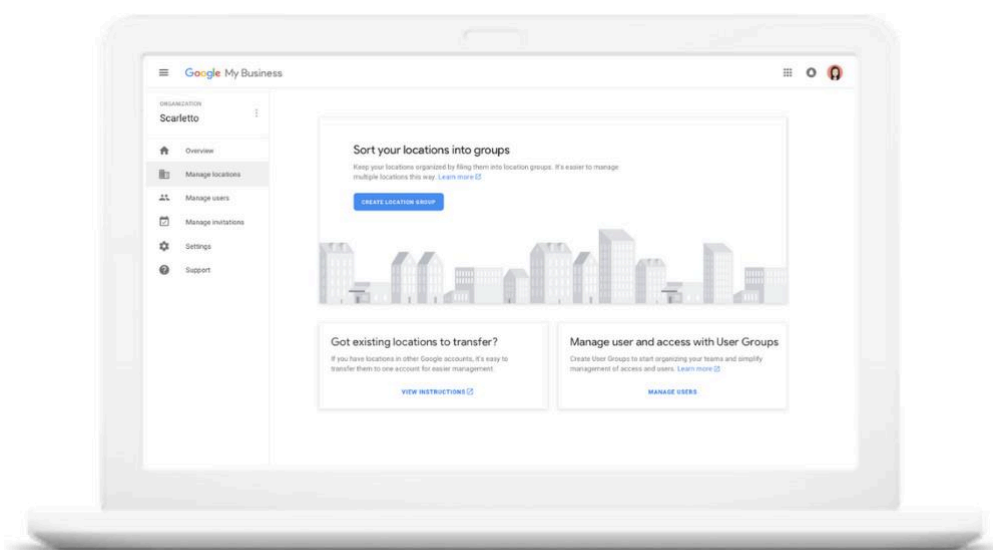 Google My Business
ORGANIZATION
Scarletto
Overview
Manage locations
Manage users
Manage invitations
Settings
Support
Sort your locations into groups
Keep your locations organized by filing them into location groups. It's easier to manage
multiple locations this way. Learn more
CREATE LOCATION GROUP
Got existing locations to transfer?
If you have locations in other Google accounts, it's easy to
transfer them to one account for easier management.
VIEW INSTRUCTIONS
Manage user and access with User Groups
Create User Groups to start organizing your teams and simplify
management of access and users. Learn more
MANAGE USERS